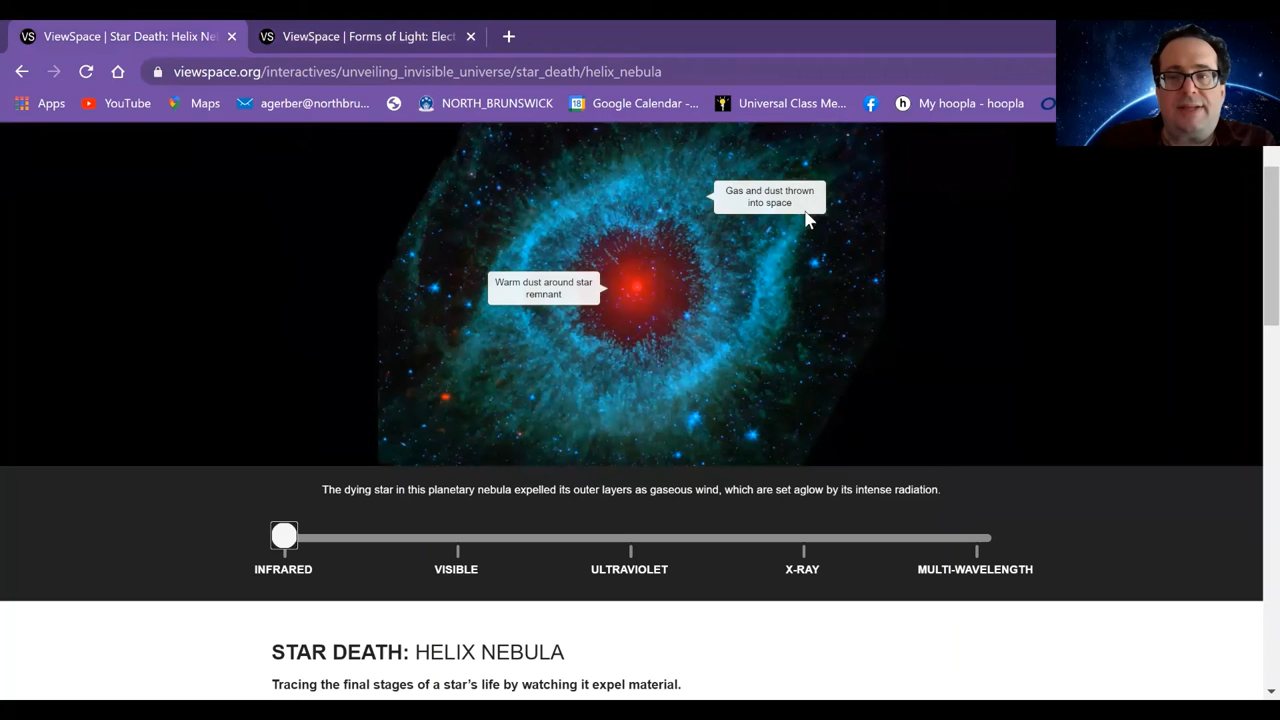 VS ViewSpace | Star Death: Helix Ne
VS ViewSpace | Forms of Light: Elect
viewspace.org/interactives/unveiling_invisible_universe/star_death/helix_nebula
Apps
YouTube
Maps
agerber@northbru...
NORTH_BRUNSWICK
18
Google Calendar -...
Universal Class Me...
h
My hoopla - hoopla
Gas and dust thrown
into space
Warm dust around star
remnant
The dying star in this planetary nebula expelled its outer layers as gaseous wind, which are set aglow by its intense radiation.
INFRARED
VISIBLE
ULTRAVIOLET
X-RAY
MULTI-WAVELENGTH
STAR DEATH: HELIX NEBULA
Tracing the final stages of a star's life by watching it expel material.